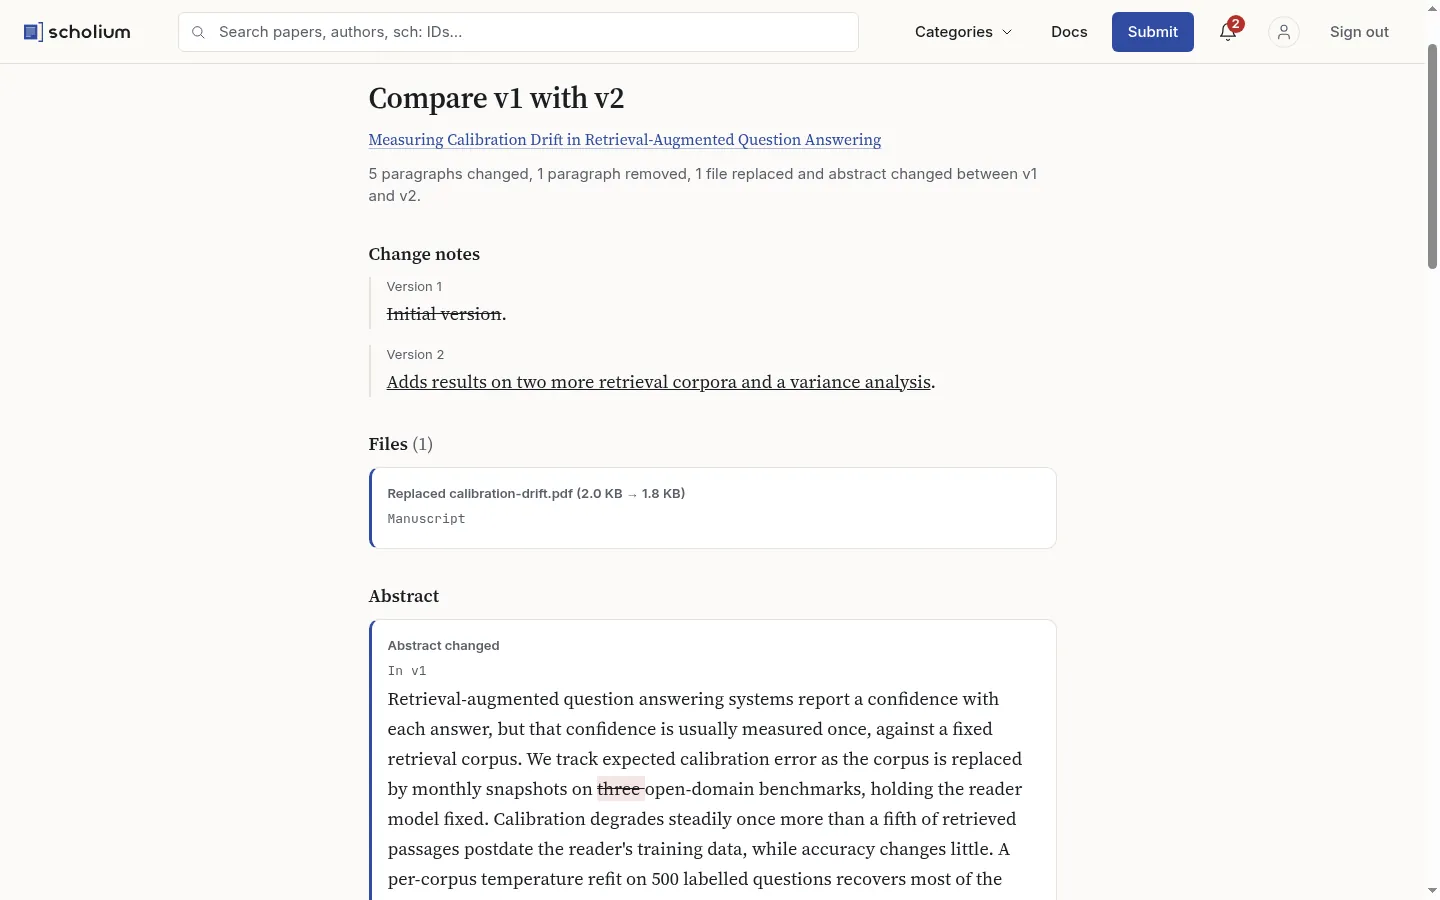 scholium
Search papers, authors, sch: IDs...
Categories
Docs
Submit
2
Sign out
Compare v1 with v2
Measuring Calibration Drift in Retrieval-Augmented Question Answering
5 paragraphs changed, 1 paragraph removed, 1 file replaced and abstract changed between v1
and v2.
Change notes
Version 1
Initial version.
Version 2
Adds results on two more retrieval corpora and a variance analysis.
Files (1)
Replaced calibration-drift.pdf (2.0 KB → 1.8 KB)
Manuscript
Abstract
Abstract changed
In v1
Retrieval-augmented question answering systems report a confidence with
each answer, but that confidence is usually measured once, against a fixed
retrieval corpus. We track expected calibration error as the corpus is replaced
by monthly snapshots on three open-domain benchmarks, holding the reader
model fixed. Calibration degrades steadily once more than a fifth of retrieved
passages postdate the reader's training data, while accuracy changes little. A
per-corpus temperature refit on 500 labelled questions recovers most of the